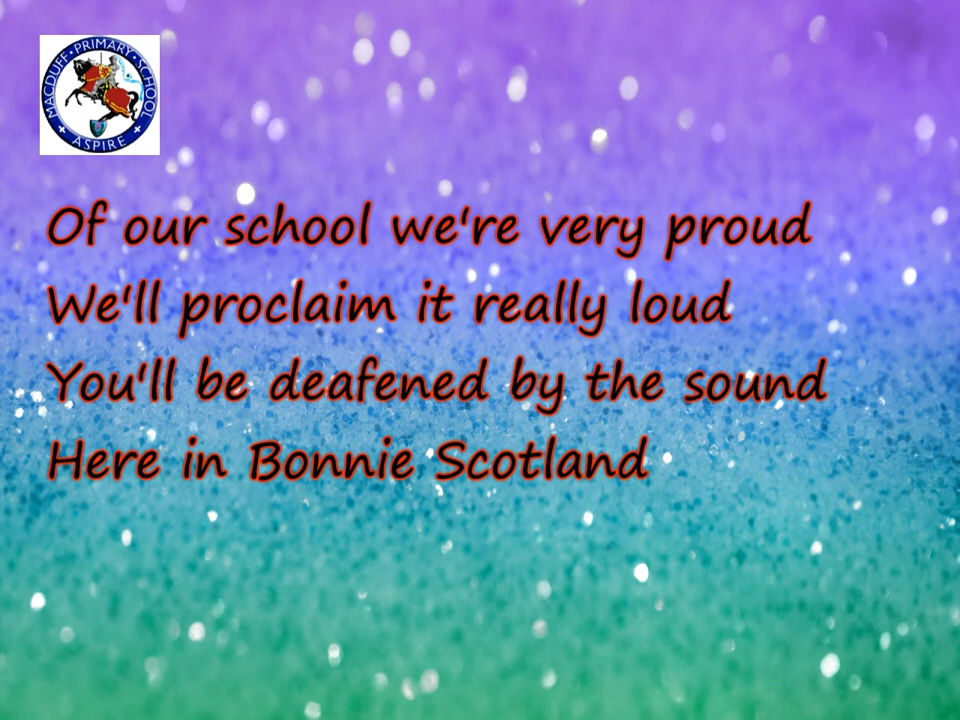 MACDUFF • PRIMARY • SCHOOL
ASPIRE
Of our school we're very proud
We'll proclaim it really loud
You'll be deafened by the sound
Here in Bonnie Scotland